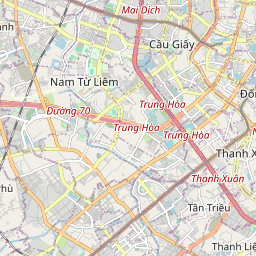 Mai Dich
Cầu Giấy
Nam Từ Liêm
Trung Hòa
Đường 70
Trung Hòa
Trung Hòa
Thanh X
Thanh Xuân
Tân Triều
Thanh Liệ